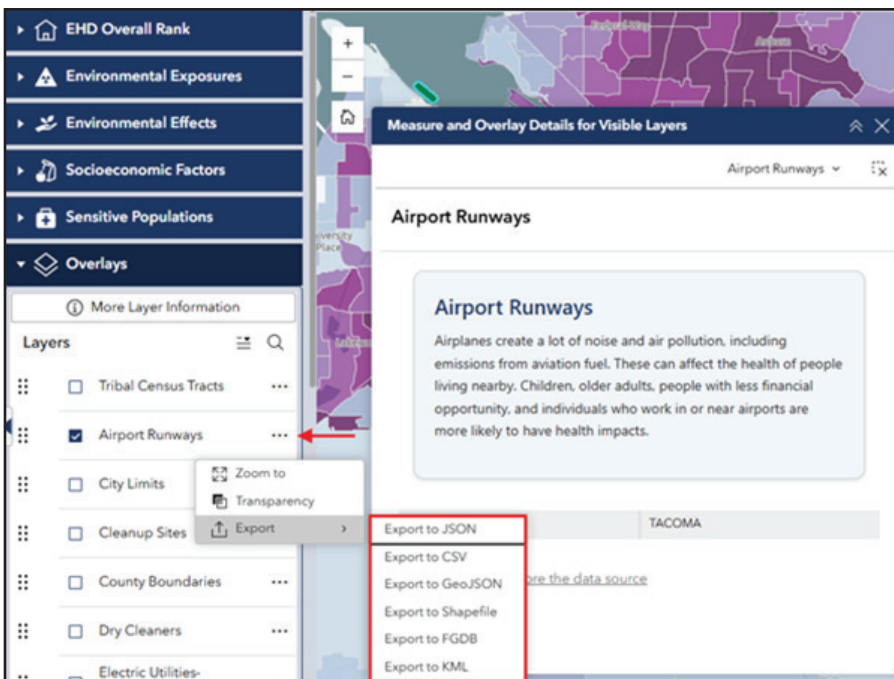 EHD Overall Rank
Environmental Exposures
Environmental Effects
Socioeconomic Factors
Sensitive Populations
Overlays
More Layer Information
Layers
Tribal Census Tracts
Airport Runways
City Limits
Cleanup Sites
County Boundaries
Dry Cleaners
Electric Utilities-
Zoom to
Transparency
Export
Export to JSON
Export to CSV
Export to GeoJSON
Export to Shapefile
Export to FGDB
Export to KML
Federal Way
Auburn
versity
Place
Lakewood
Measure and Overlay Details for Visible Layers
Airport Runways
Airport Runways
Airport Runways
Airplanes create a lot of noise and air pollution, including
emissions from aviation fuel. These can affect the health of people
living nearby. Children, older adults, people with less financial
opportunity, and individuals who work in or near airports are
more likely to have health impacts.
TACOMA
ore the data source